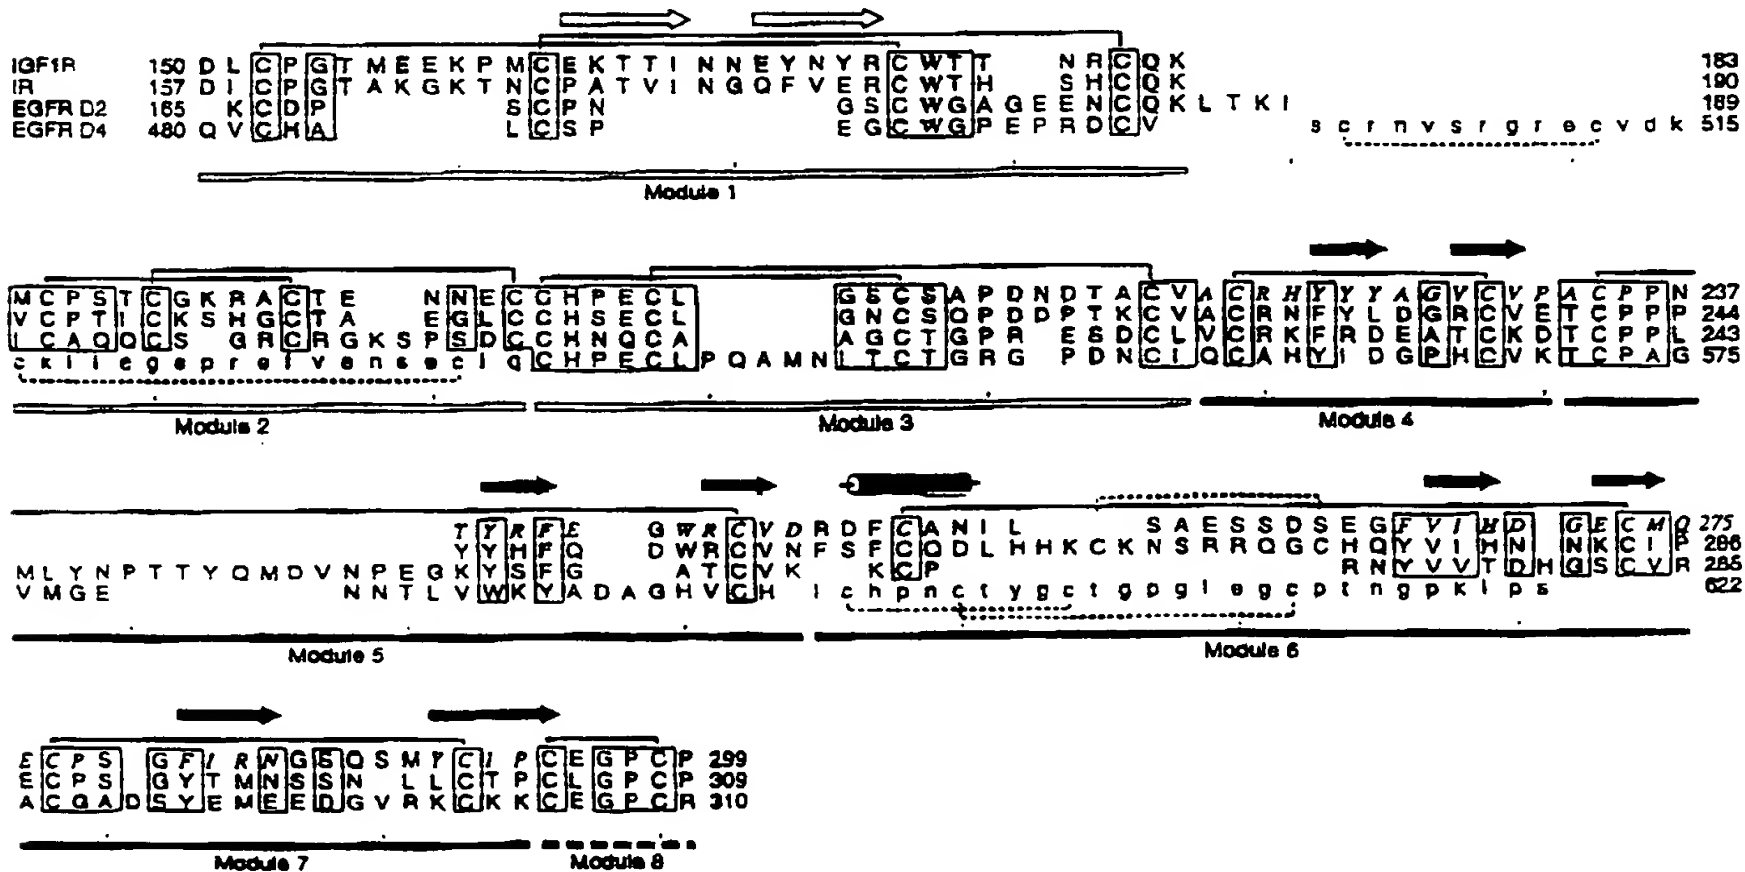 IGF1R 150 D L C P G T M E E K P M C E K T T I N N E Y N Y R C W T T N R C Q K 183
IR 157 D I C P G T A K G K T N C P A T V I N G Q F V E R C W T H S H C Q K 190
EGFR D2 165 K C D P S C P N G S C W G A G E E N C Q K L T K I 189
EGFR D4 480 Q V C H A L C S P E G C W G P E P R D C V s c r n v s r g r e c v d k 515
Module 1
M C P S T C G K R A C T E N N E C C H P E C L G S C S A P D N D T A C V A C R H Y Y Y A G V C V P A C P P N 237
V C P T I C K S H G C T A E G L C C H S E C L G N C S Q P D D P T K C V A C R N F Y L D G R C V E T C P P P 244
I C A Q Q C S G R C R G K S P S D C C H N Q C A A G C T G P R E S D C L V C R K F R D E A T C K D T C P P L 243
c k l l e g e p r e f v e n s e c i q C H P E C L P Q A M N I T C T G R G P D N C I Q C A H Y I D G P H C V K T C P A G 575
Module 2 Module 3 Module 4
T Y R F E G W R C V D R D F C A N I L S A E S S D S E G F V I H D G E C M Q 275
Y Y H F Q D W R C V N F S F C Q D L H H K C K N S R R Q G C H Q Y V I H N N K C I P 286
M L Y N P T T Y Q M D V N P E G K Y S F G A T C V K K C P R N Y V V T D H G S C V R 285
V M G E N N T L V W K Y A D A G H V C H l c h p n c t y g c t g p g l e g c p t n g p k i p s 622
Module 5 Module 6
E C P S G F I R N G S Q S M Y C I P C E G P C P 299
E C P S G Y T M N S S N L L C T P C L G P C P 309
A C G A D S Y E M E E D G V R K C K K C E G P C R 310
Module 7 Module 8